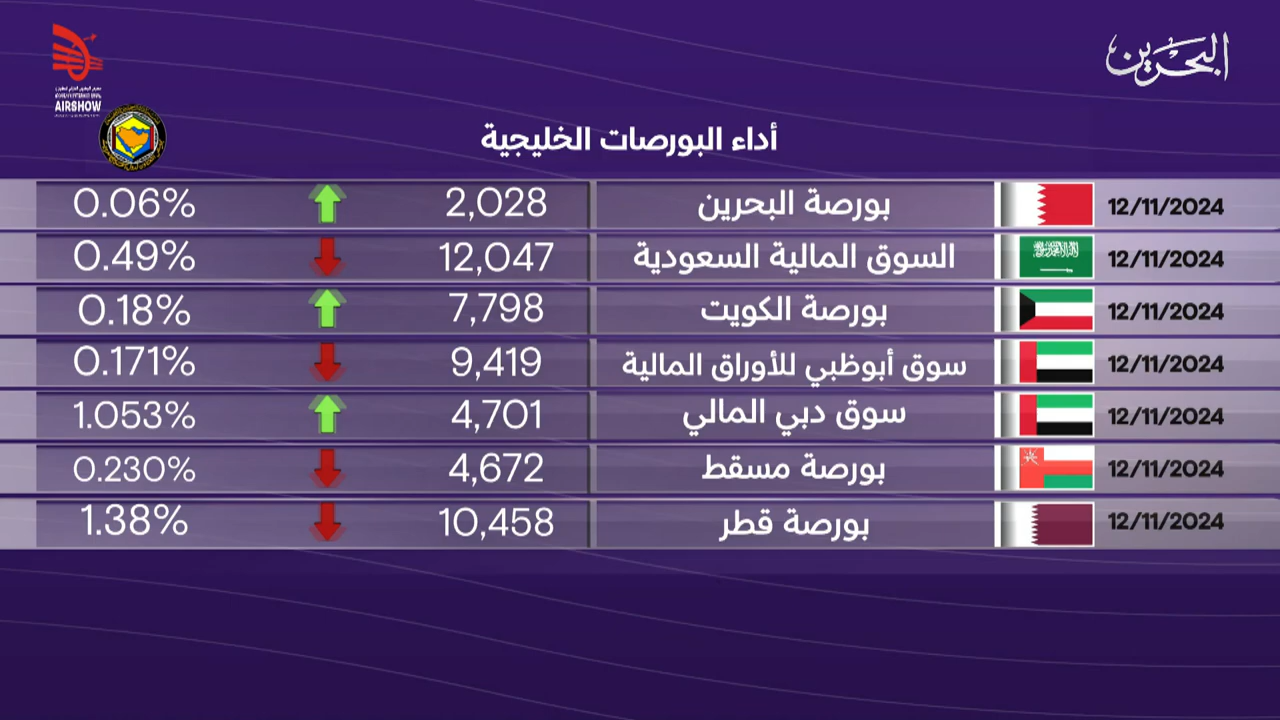 البحرين
AIRSHOW
أداء البورصات الخليجية
12/11/2024 بورصة البحرين 2,028 0.06%
12/11/2024 السوق المالية السعودية 12,047 0.49%
12/11/2024 بورصة الكويت 7,798 0.18%
12/11/2024 سوق أبوظبي للأوراق المالية 9,419 0.171%
12/11/2024 سوق دبي المالي 4,701 1.053%
12/11/2024 بورصة مسقط 4,672 0.230%
12/11/2024 بورصة قطر 10,458 1.38%